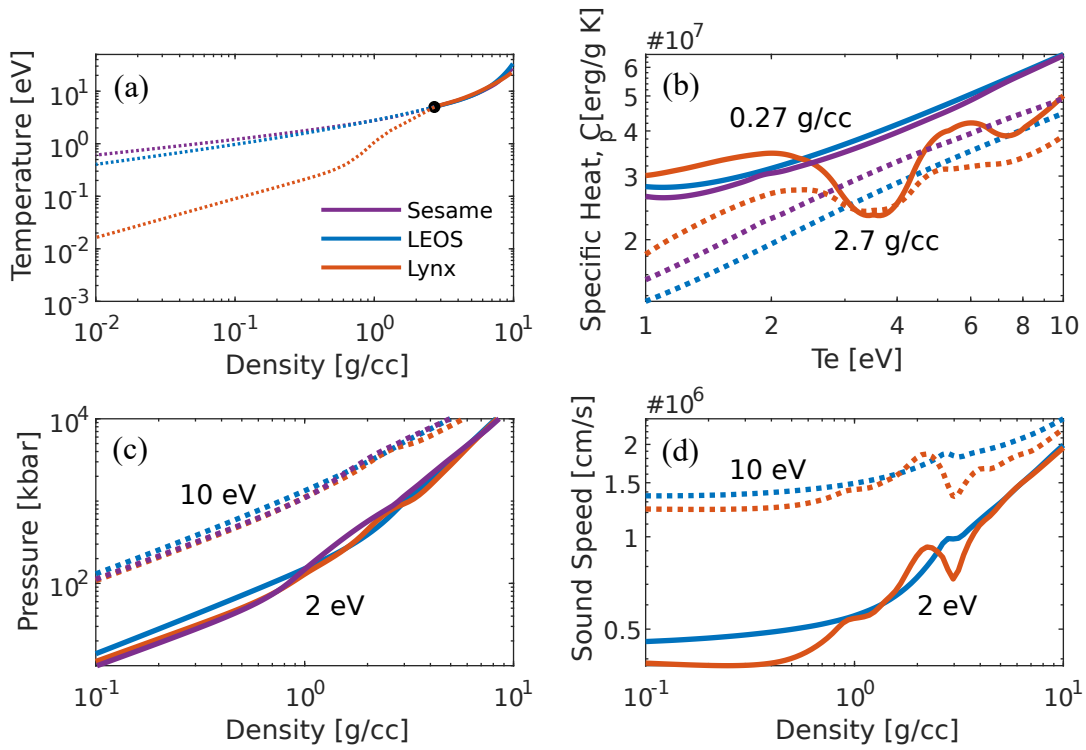 (a)
Temperature [eV]
10^1
10^0
10^-1
10^-2
10^-3
10^-2
10^-1
10^0
10^1
Density [g/cc]
Sesame
LEOS
Lynx
#10^7
(b)
Specific Heat, C_p [erg/g K]
6
5
4
3
2
0.27 g/cc
2.7 g/cc
1
2
4
6
8
10
Te [eV]
(c)
Pressure [kbar]
10^4
10^2
10 eV
2 eV
10^-1
10^0
10^1
Density [g/cc]
#10^6
(d)
Sound Speed [cm/s]
2
1.5
1
0.5
10 eV
2 eV
10^-1
10^0
10^1
Density [g/cc]